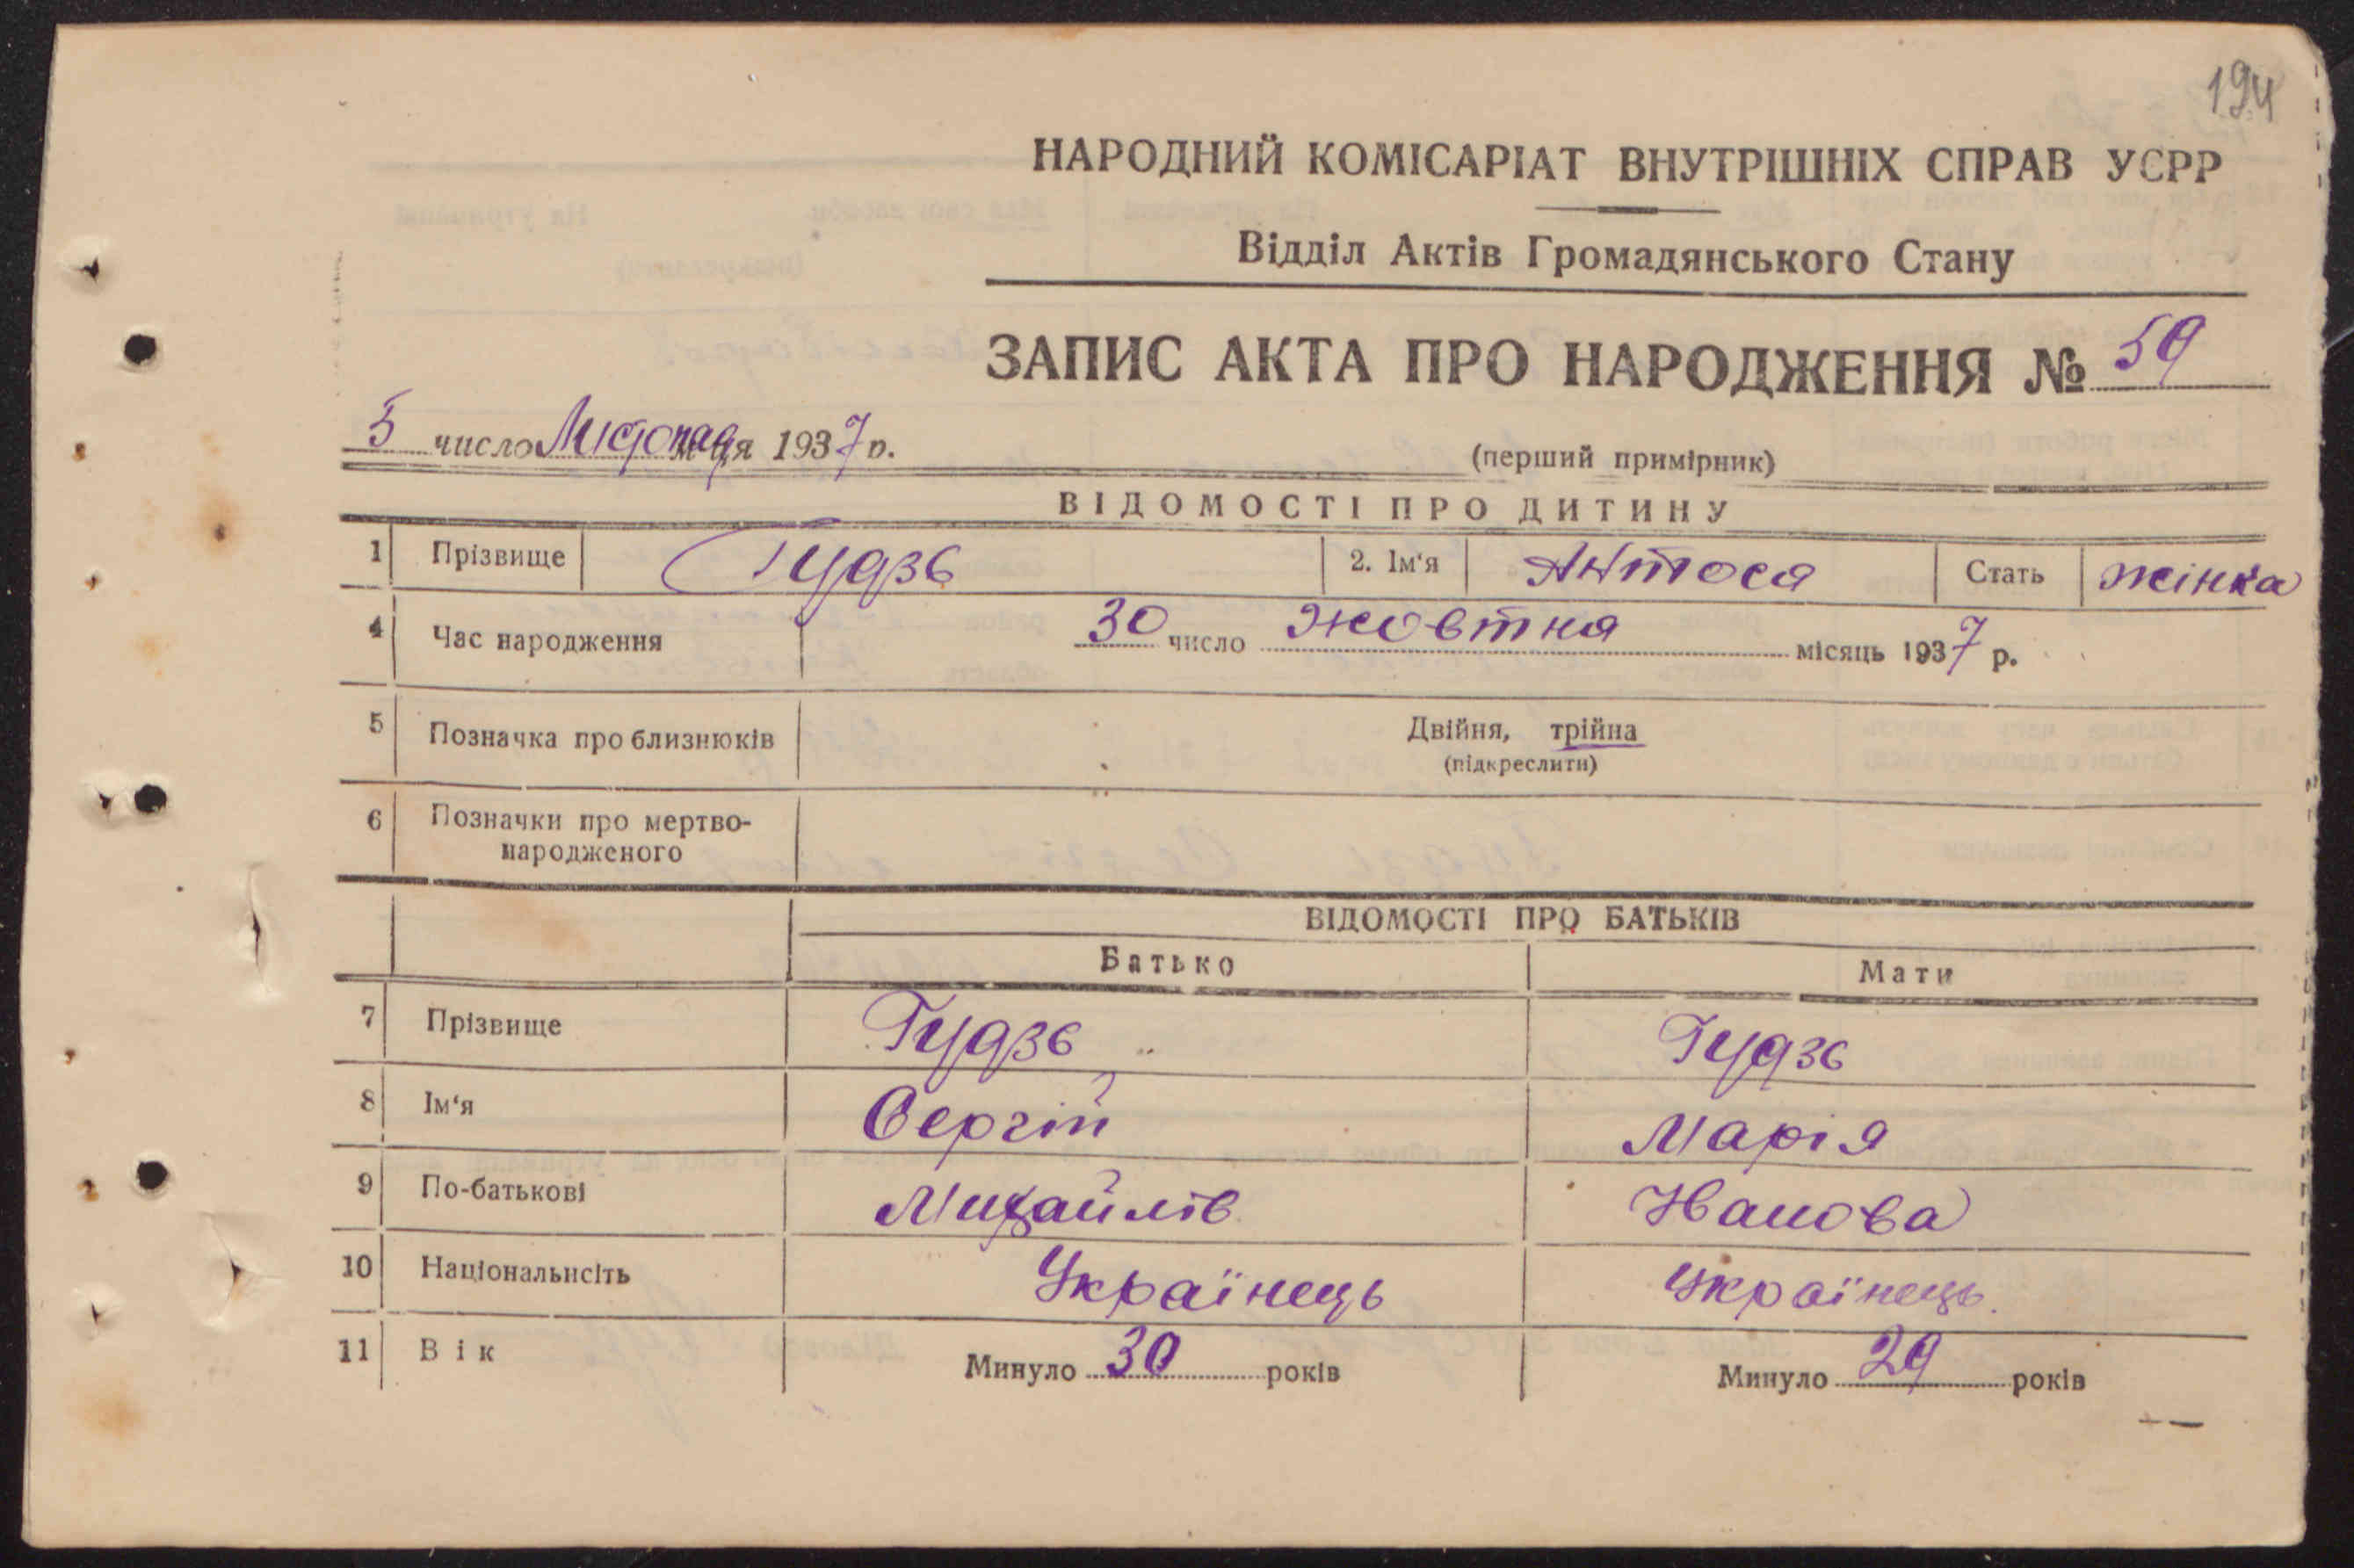 194
НАРОДНИЙ КОМІСАРІАТ ВНУТРІШНІХ СПРАВ УСРР
Відділ Актів Громадянського Стану
ЗАПИС АКТА ПРО НАРОДЖЕННЯ № 59
5 число Листопад м-ця 1937 р.
(перший примірник)
ВІДОМОСТІ ПРО ДИТИНУ
1 Прізвище Гудзь 2. Ім'я Антося Стать жінка
4 Час народження 30 число жовтня місяць 1937 р.
5 Позначка про близнюків Двійня, трійна
(підкреслити)
6 Позначки про мертво-
народженого
ВІДОМОСТІ ПРО БАТЬКІВ
Батько Мати
7 Прізвище Гудзь Гудзь
8 Ім'я Сергій Марія
9 По-батькові Михайлів Іванова
10 Національнсіть Українець Українець.
11 Вік Минуло 30 років Минуло 29 років